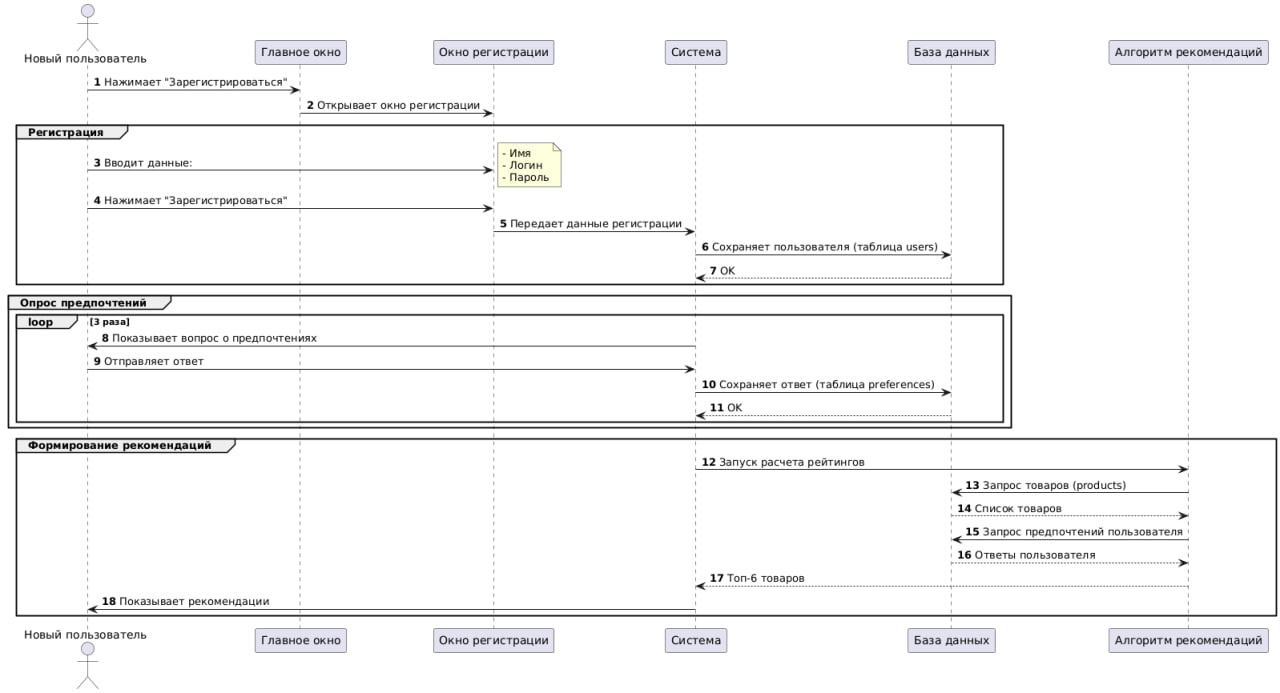 Новый пользователь
Главное окно
Окно регистрации
Система
База данных
Алгоритм рекомендаций
1 Нажимает "Зарегистрироваться"
2 Открывает окно регистрации
Регистрация
3 Вводит данные:
- Имя
- Логин
- Пароль
4 Нажимает "Зарегистрироваться"
5 Передает данные регистрации
6 Сохраняет пользователя (таблица users)
7 OK
Опрос предпочтений
loop [3 раза]
8 Показывает вопрос о предпочтениях
9 Отправляет ответ
10 Сохраняет ответ (таблица preferences)
11 OK
Формирование рекомендаций
12 Запуск расчета рейтингов
13 Запрос товаров (products)
14 Список товаров
15 Запрос предпочтений пользователя
16 Ответы пользователя
17 Топ-6 товаров
18 Показывает рекомендации
Новый пользователь
Главное окно
Окно регистрации
Система
База данных
Алгоритм рекомендаций